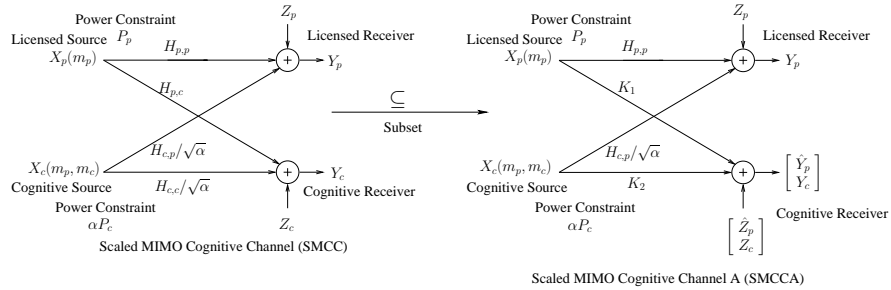 Power Constraint
P_p
Licensed Source
X_p(m_p)
H_{p,p}
Z_p
+
Licensed Receiver
Y_p
H_{p,c}
H_{c,p}/√α
X_c(m_p, m_c)
Cognitive Source
H_{c,c}/√α
+
Y_c
Cognitive Receiver
Power Constraint
αP_c
Z_c
Scaled MIMO Cognitive Channel (SMCC)
⊆
Subset
Power Constraint
P_p
Licensed Source
X_p(m_p)
H_{p,p}
Z_p
+
Licensed Receiver
Y_p
K_1
H_{c,p}/√α
X_c(m_p, m_c)
Cognitive Source
K_2
+
[Ŷ_p
Y_c]
Cognitive Receiver
Power Constraint
αP_c
[Ẑ_p
Z_c]
Scaled MIMO Cognitive Channel A (SMCCA)